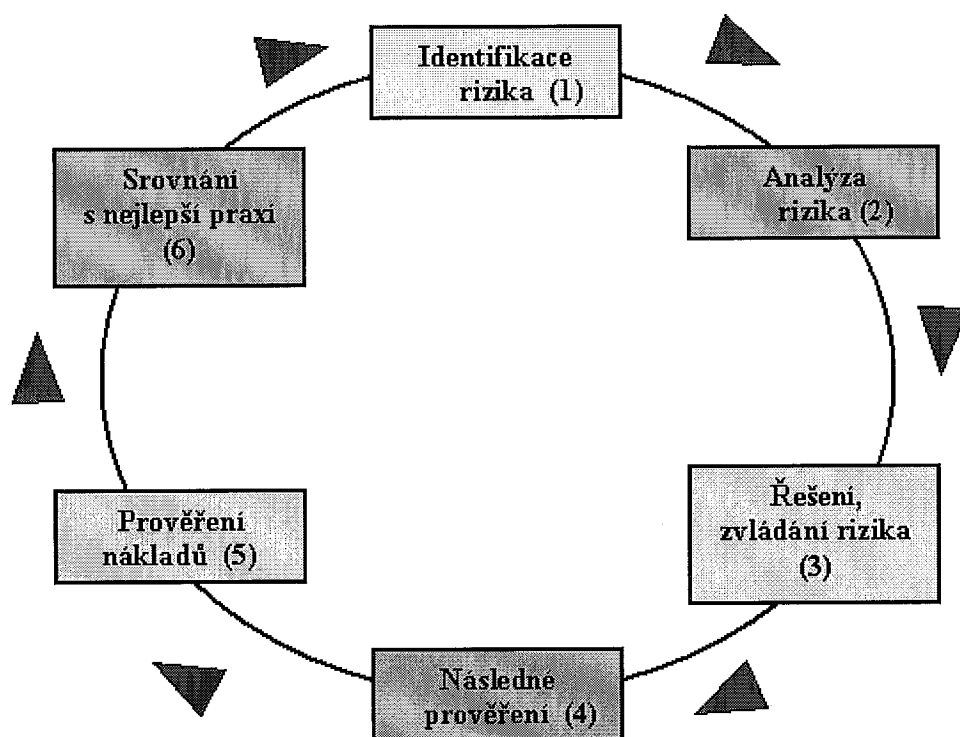 Identifikace
rizika (1)
Analýza
rizika (2)
Řešení,
zvládání rizika
(3)
Následné
prověření (4)
Prověření
nákladů (5)
Srovnání
s nejlepší praxí
(6)